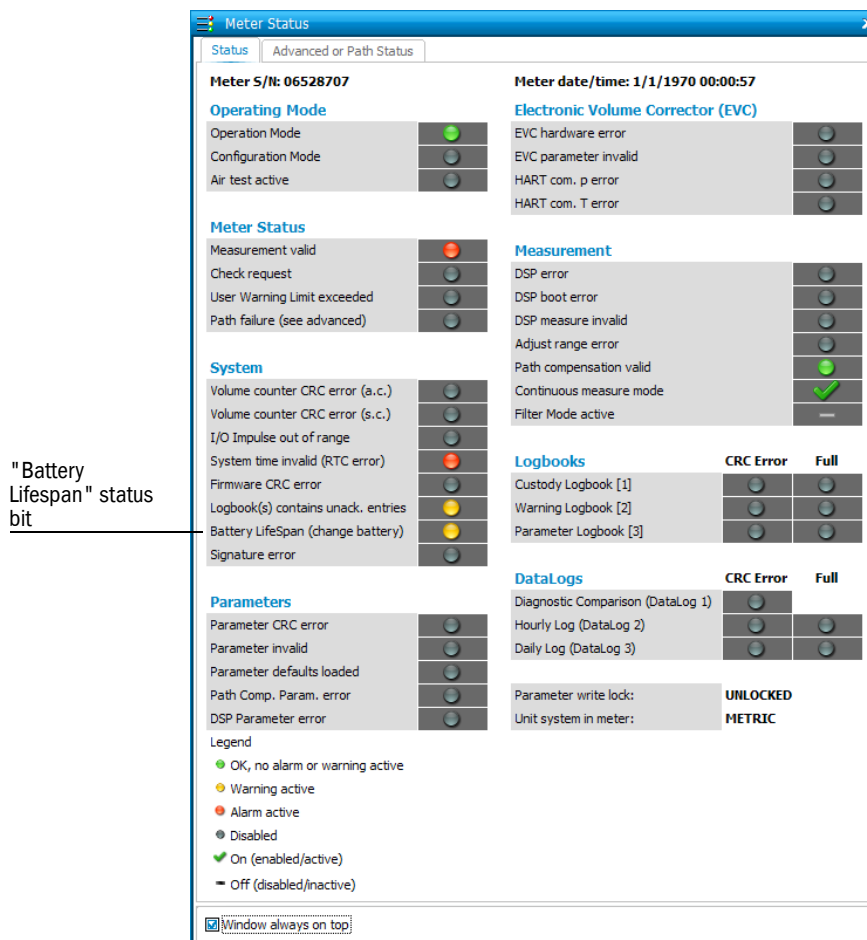 Meter Status
Status
Advanced or Path Status
Meter S/N: 06528707
Meter date/time: 1/1/1970 00:00:57
Operating Mode
Operation Mode
Configuration Mode
Air test active
Meter Status
Measurement valid
Check request
User Warning Limit exceeded
Path failure (see advanced)
System
Volume counter CRC error (a.c.)
Volume counter CRC error (s.c.)
I/O Impulse out of range
System time invalid (RTC error)
Firmware CRC error
Logbook(s) contains unack. entries
Battery LifeSpan (change battery)
Signature error
"Battery
Lifespan" status
bit
Parameters
Parameter CRC error
Parameter invalid
Parameter defaults loaded
Path Comp. Param. error
DSP Parameter error
Legend
OK, no alarm or warning active
Warning active
Alarm active
Disabled
On (enabled/active)
Off (disabled/inactive)
Electronic Volume Corrector (EVC)
EVC hardware error
EVC parameter invalid
HART com. p error
HART com. T error
Measurement
DSP error
DSP boot error
DSP measure invalid
Adjust range error
Path compensation valid
Continuous measure mode
Filter Mode active
Logbooks CRC Error Full
Custody Logbook [1]
Warning Logbook [2]
Parameter Logbook [3]
DataLogs CRC Error Full
Diagnostic Comparison (DataLog 1)
Hourly Log (DataLog 2)
Daily Log (DataLog 3)
Parameter write lock: UNLOCKED
Unit system in meter: METRIC
Window always on top